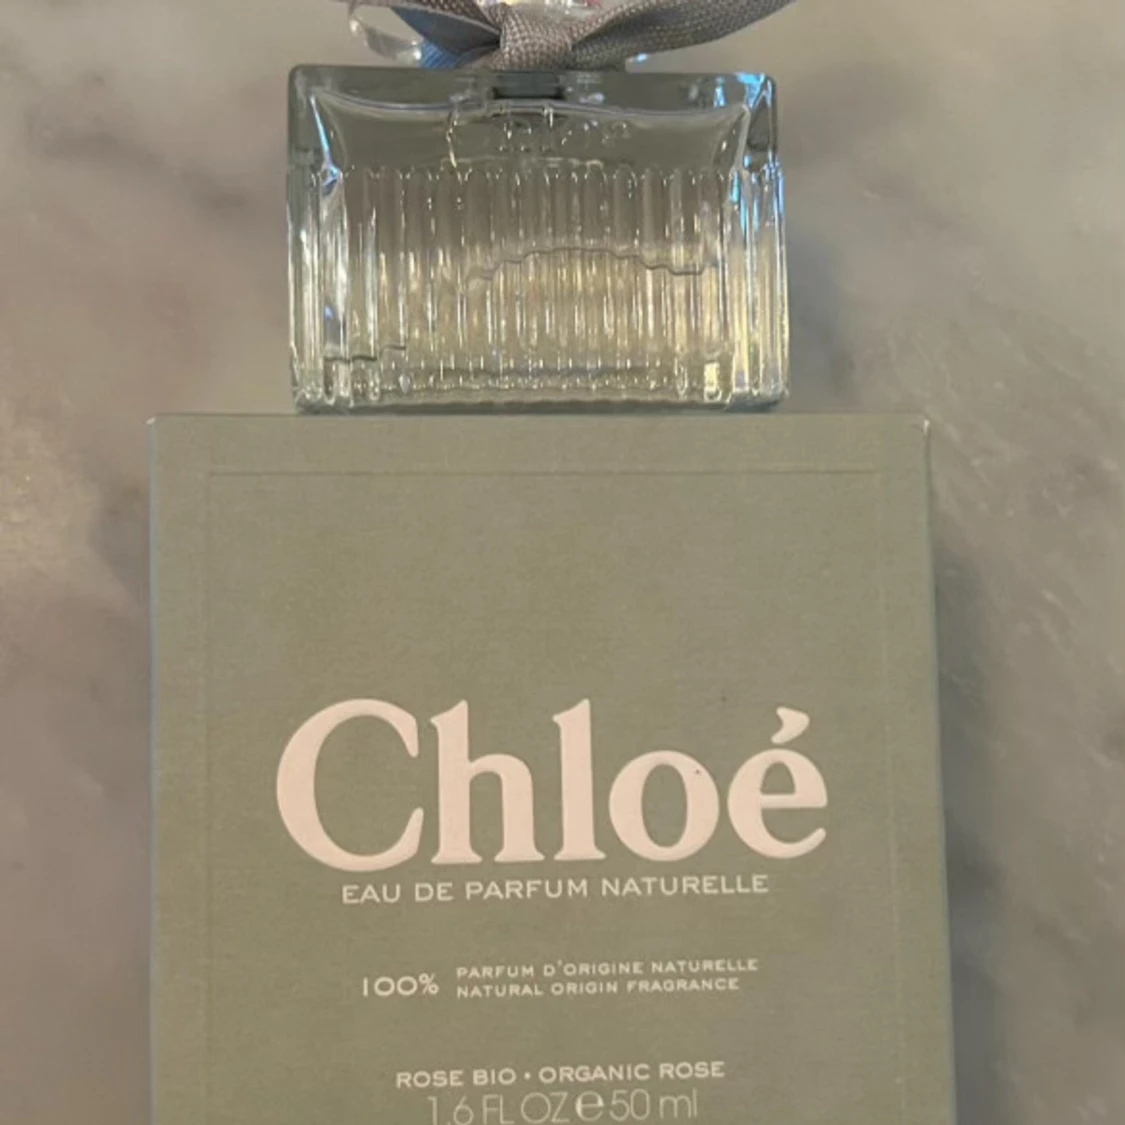 Chloé
EAU DE PARFUM NATURELLE
100% PARFUM D'ORIGINE NATURELLE
NATURAL ORIGIN FRAGRANCE
ROSE BIO • ORGANIC ROSE
1.6 FL OZ ℮ 50 ml